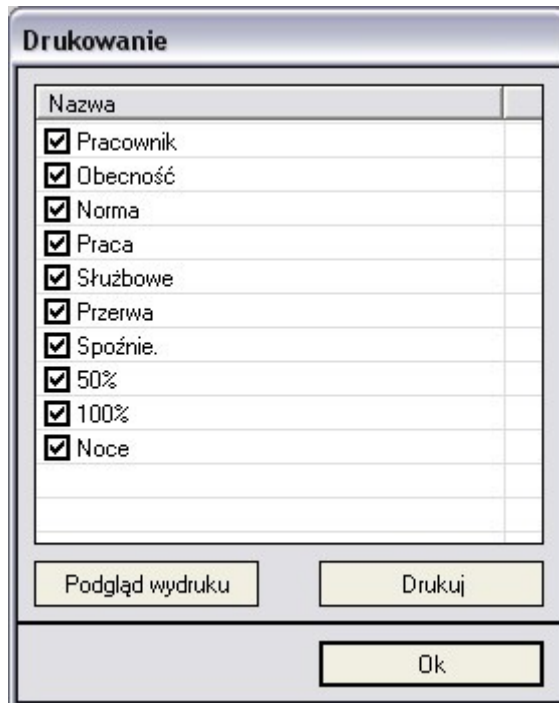 Drukowanie
Nazwa
Pracownik
Obecność
Norma
Praca
Służbowe
Przerwa
Spoźnie.
50%
100%
Noce
Podgląd wydruku
Drukuj
Ok